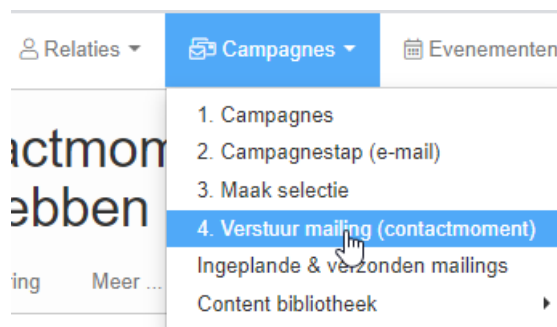 Relaties
Campagnes
Evenementen
1. Campagnes
2. Campagnestap (e-mail)
3. Maak selectie
4. Verstuur mailing (contactmoment)
Ingeplande & verzonden mailings
Content bibliotheek
actmom
ebben
ring
Meer ...